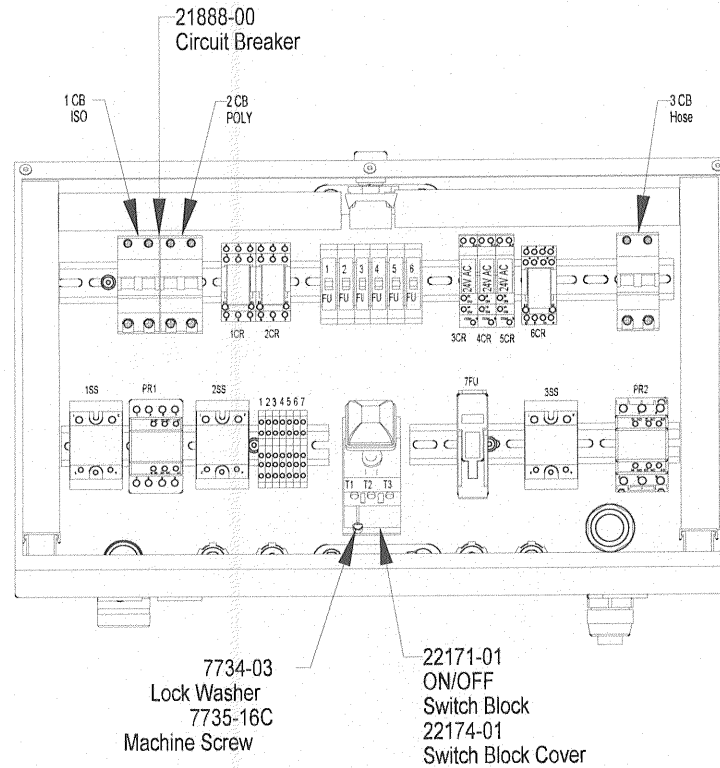 21888-00
Circuit Breaker
1 CB
ISO
2 CB
POLY
3 CB
Hose
1 2 3 4 5 6
FU FU FU FU FU FU
24V AC 24V AC 24V AC
1CR 2CR
3CR 4CR 5CR 6CR
1SS PR1 2SS
1 2 3 4 5 6 7
7FU 3SS PR2
T1 T2 T3
7734-03
Lock Washer
7735-16C
Machine Screw
22171-01
ON/OFF
Switch Block
22174-01
Switch Block Cover